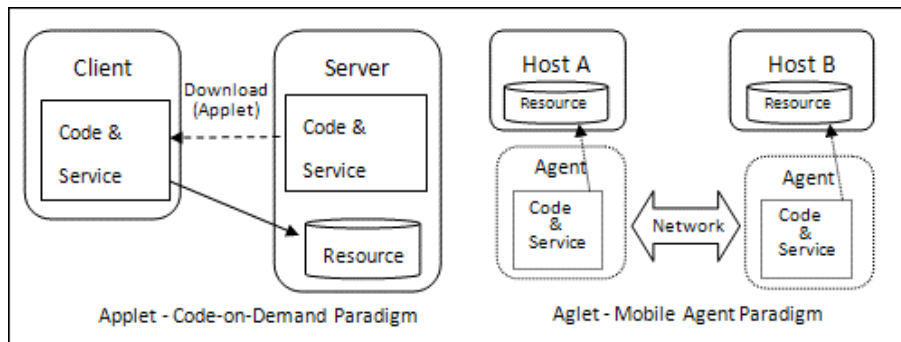 Client
Server
Download
(Applet)
Code &
Service
Code &
Service
Resource
Applet - Code-on-Demand Paradigm
Host A
Resource
Host B
Resource
Agent
Code
&
Service
Network
Agent
Code
&
Service
Aglet - Mobile Agent Paradigm